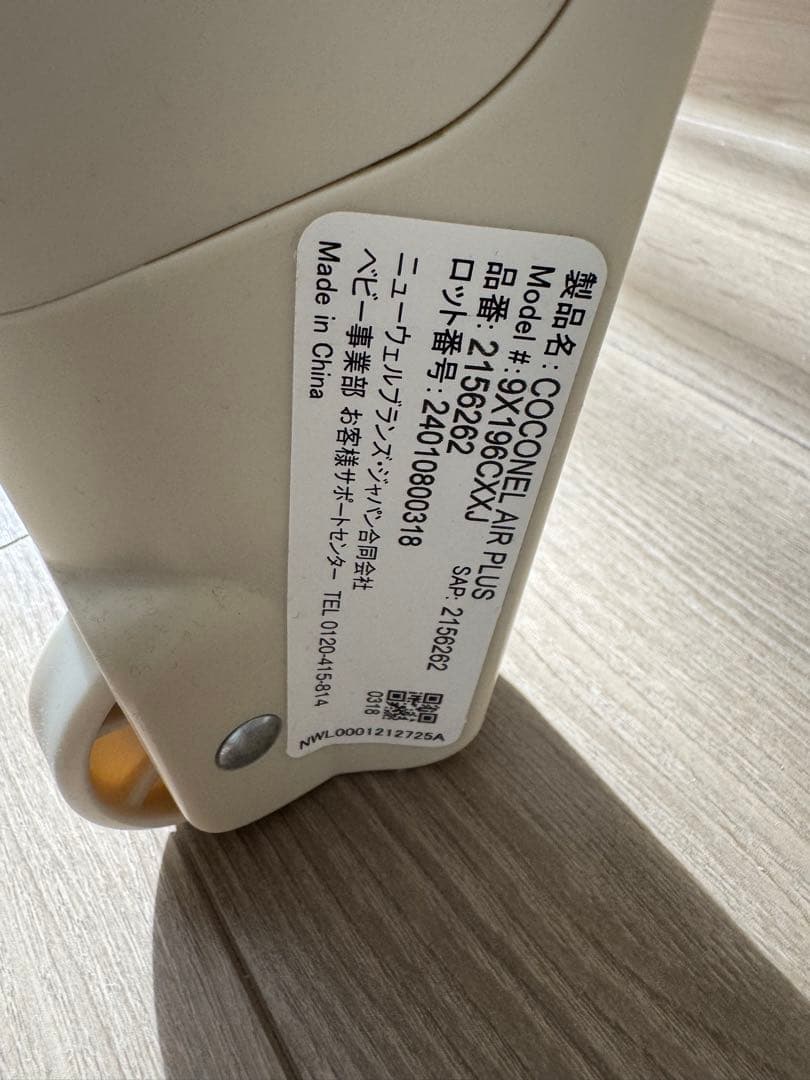 製品名：COCONEL AIR PLUS
Model #:9X196CXXJ
品番：2156262
SAP: 2156262
ロット番号：24010800318
ニューウェルブランズ・ジャパン合同会社
ベビー事業部 お客様サポートセンター TEL 0120-415-814
Made in China
0318
NWL0001212725A